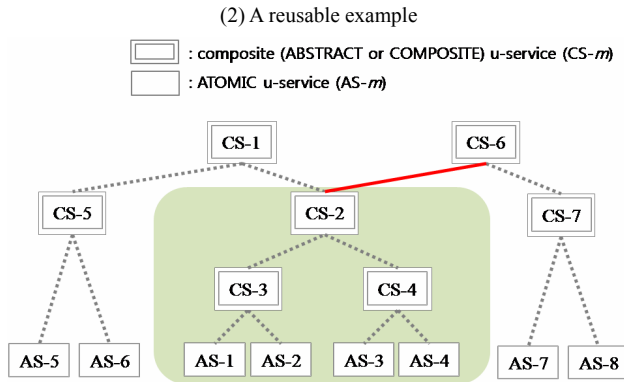 (2) A reusable example
: composite (ABSTRACT or COMPOSITE) u-service (CS-m)
: ATOMIC u-service (AS-m)
CS-1
CS-6
CS-5
CS-2
CS-7
CS-3
CS-4
AS-5
AS-6
AS-1
AS-2
AS-3
AS-4
AS-7
AS-8